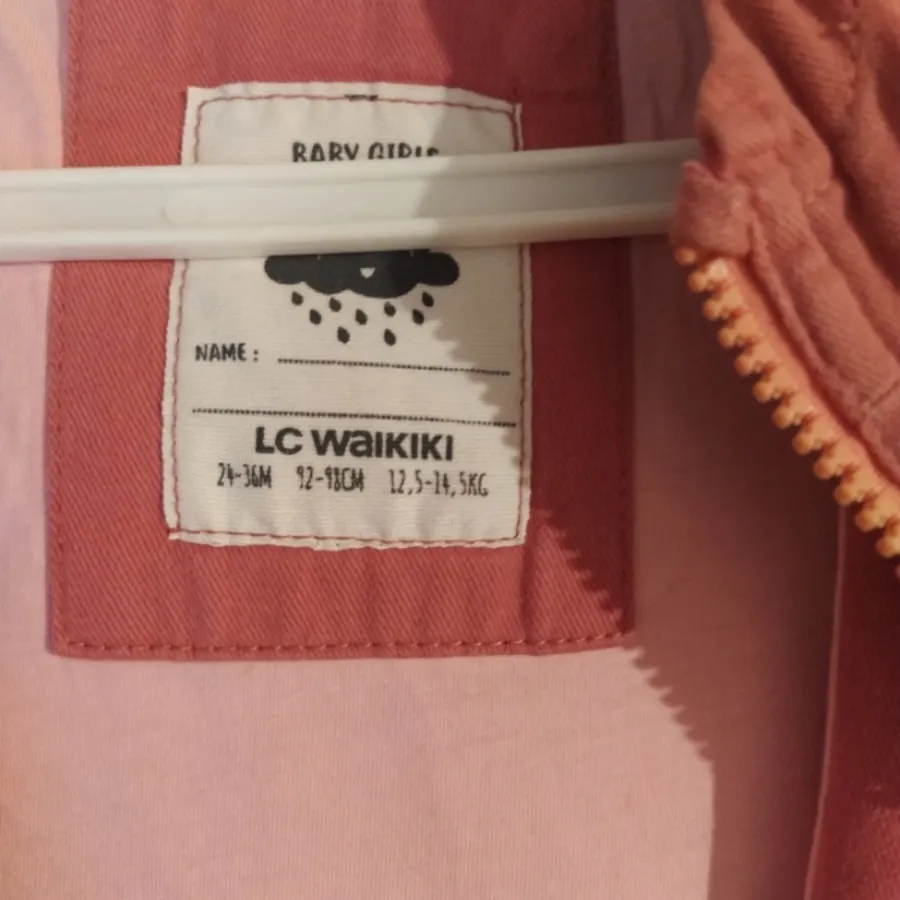 BABY GIRLS
NAME :
LC WAIKIKI
24-36M 92-98CM 12,5-14,5KG